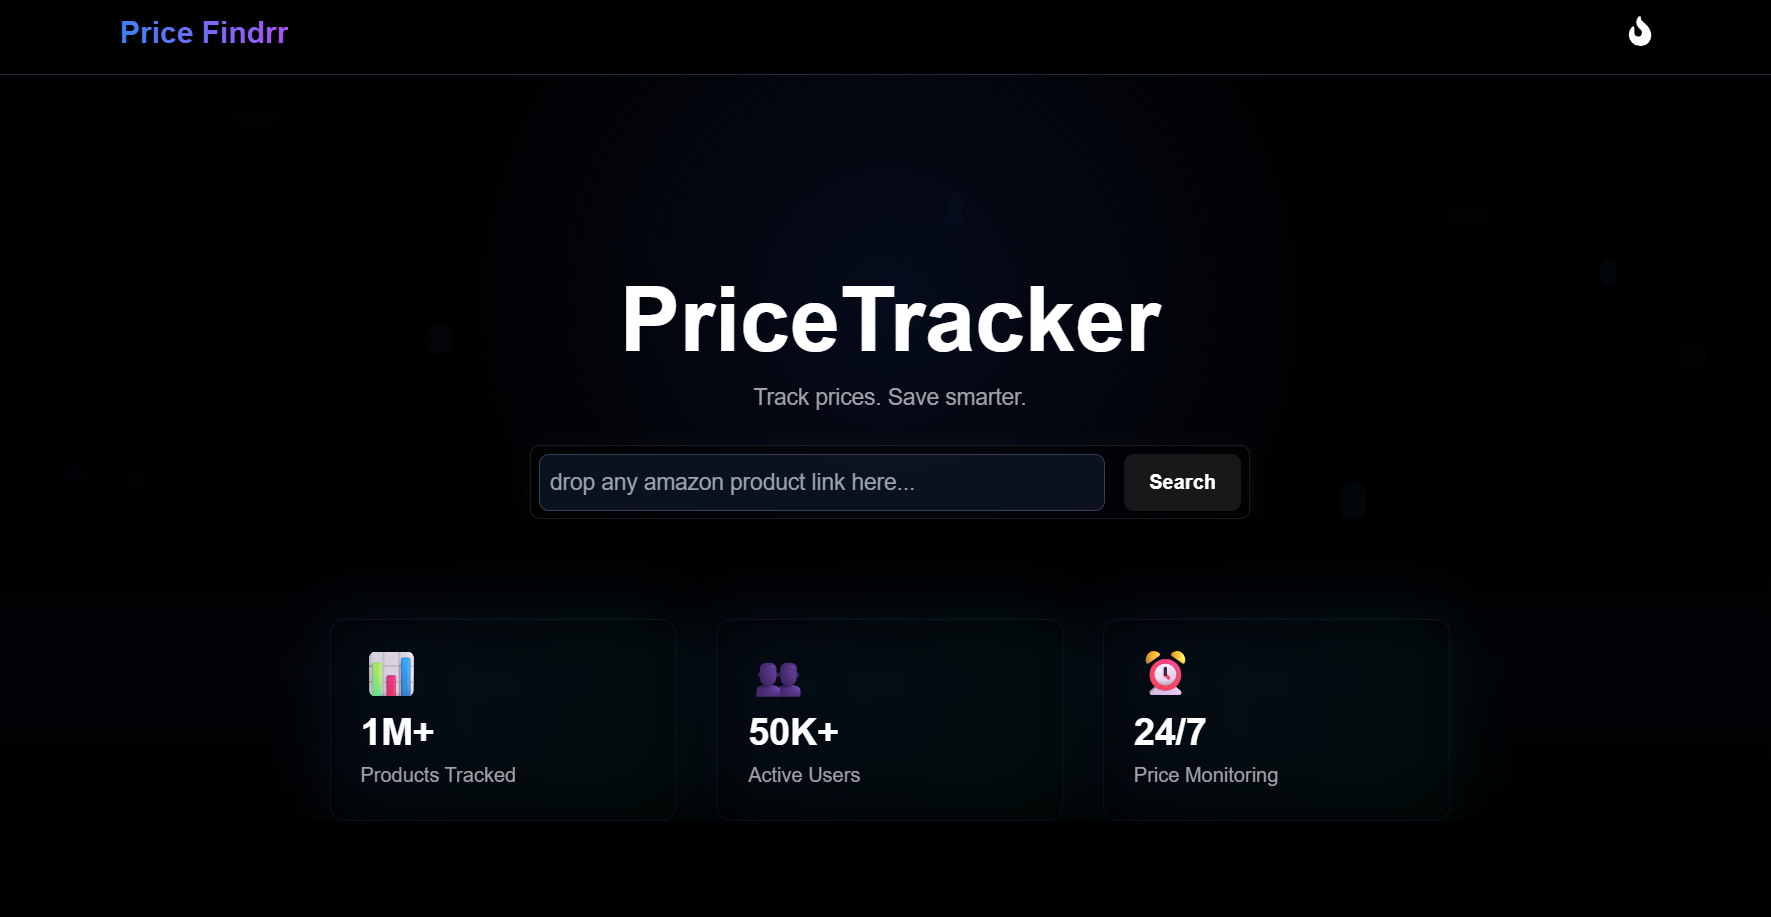 Price Findrr
PriceTracker
Track prices. Save smarter.
drop any amazon product link here...
Search
1M+
Products Tracked
50K+
Active Users
24/7
Price Monitoring